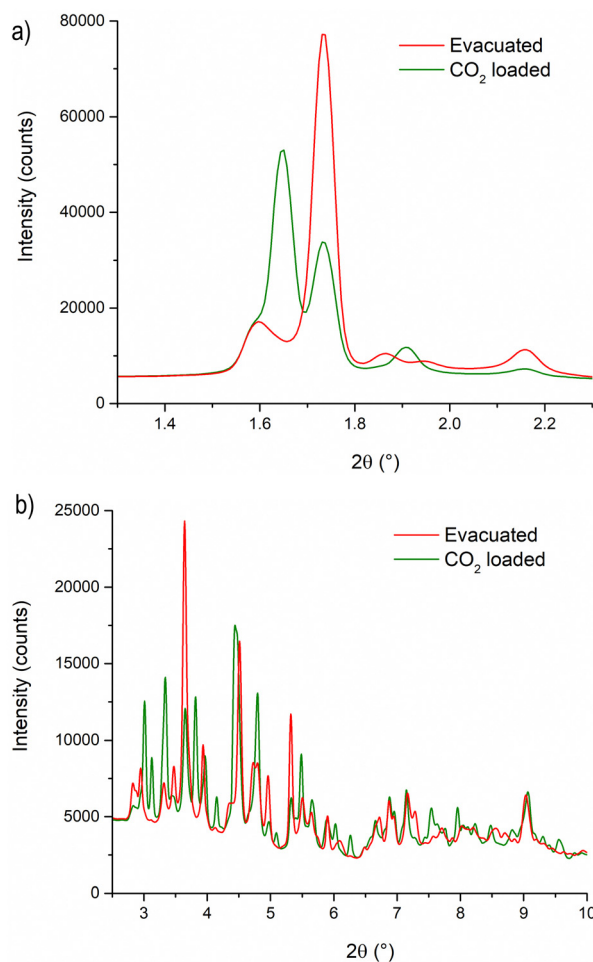 a)
80000
60000
40000
20000
0
Intensity (counts)
Evacuated
CO₂ loaded
1.4 1.6 1.8 2.0 2.2
2θ (°)
b)
25000
20000
15000
10000
5000
0
Intensity (counts)
Evacuated
CO₂ loaded
3 4 5 6 7 8 9 10
2θ (°)